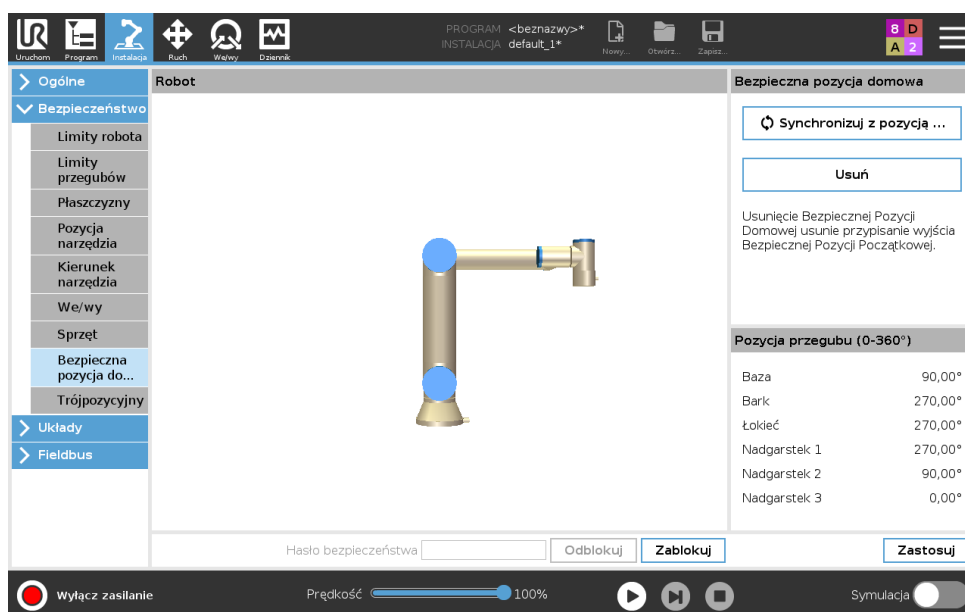 PROGRAM <beznazwy>*
INSTALACJA default_1*
Uruchom Program Instalacja Ruch We/wy Dziennik Nowy... Otwórz... Zapisz...
8 D
A 2
Ogólne
Bezpieczeństwo
Limity robota
Limity
przegubów
Płaszczyzny
Pozycja
narzędzia
Kierunek
narzędzia
We/wy
Sprzęt
Bezpieczna
pozycja do...
Trójpozycyjny
Układy
Fieldbus
Robot
Hasło bezpieczeństwa Odblokuj Zablokuj
Bezpieczna pozycja domowa
Synchronizuj z pozycją ...
Usuń
Usunięcie Bezpiecznej Pozycji
Domowej usunie przypisanie wyjścia
Bezpiecznej Pozycji Początkowej.
Pozycja przegubu (0-360°)
Baza 90,00°
Bark 270,00°
Łokieć 270,00°
Nadgarstek 1 270,00°
Nadgarstek 2 90,00°
Nadgarstek 3 0,00°
Zastosuj
Wyłącz zasilanie Prędkość 100% Symulacja